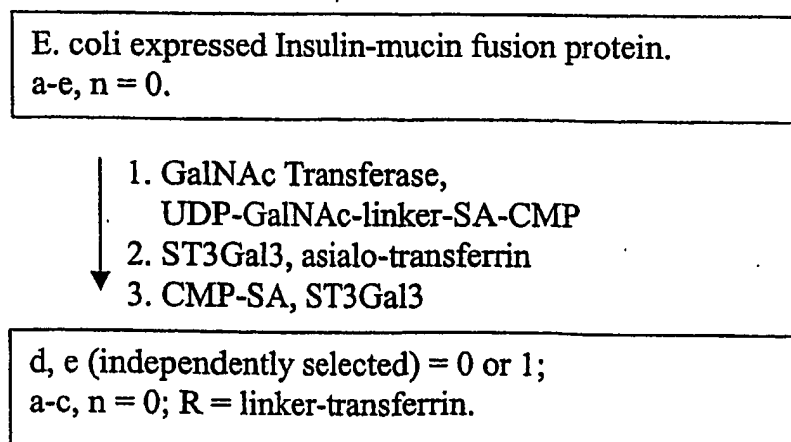 E. coli expressed Insulin-mucin fusion protein.
a-e, n = 0.
1. GalNAc Transferase,
UDP-GalNAc-linker-SA-CMP
2. ST3Gal3, asialo-transferrin
3. CMP-SA, ST3Gal3
d, e (independently selected) = 0 or 1;
a-c, n = 0; R = linker-transferrin.